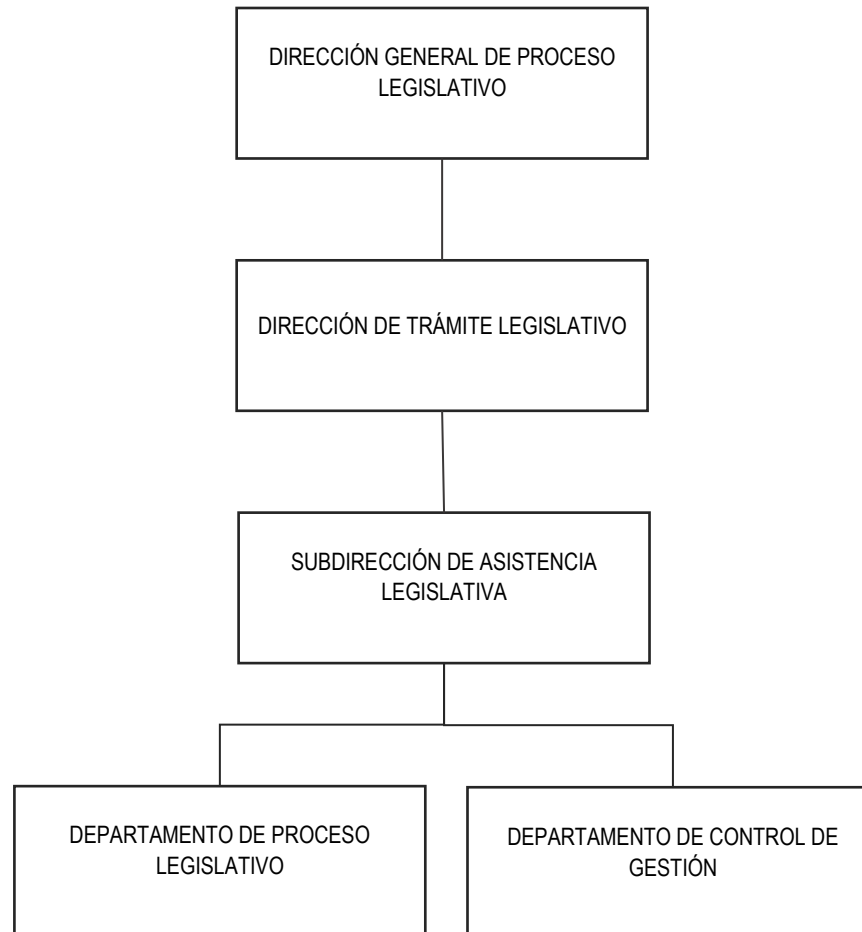 DIRECCIÓN GENERAL DE PROCESO
LEGISLATIVO
DIRECCIÓN DE TRÁMITE LEGISLATIVO
SUBDIRECCIÓN DE ASISTENCIA
LEGISLATIVA
DEPARTAMENTO DE PROCESO
LEGISLATIVO
DEPARTAMENTO DE CONTROL DE
GESTIÓN